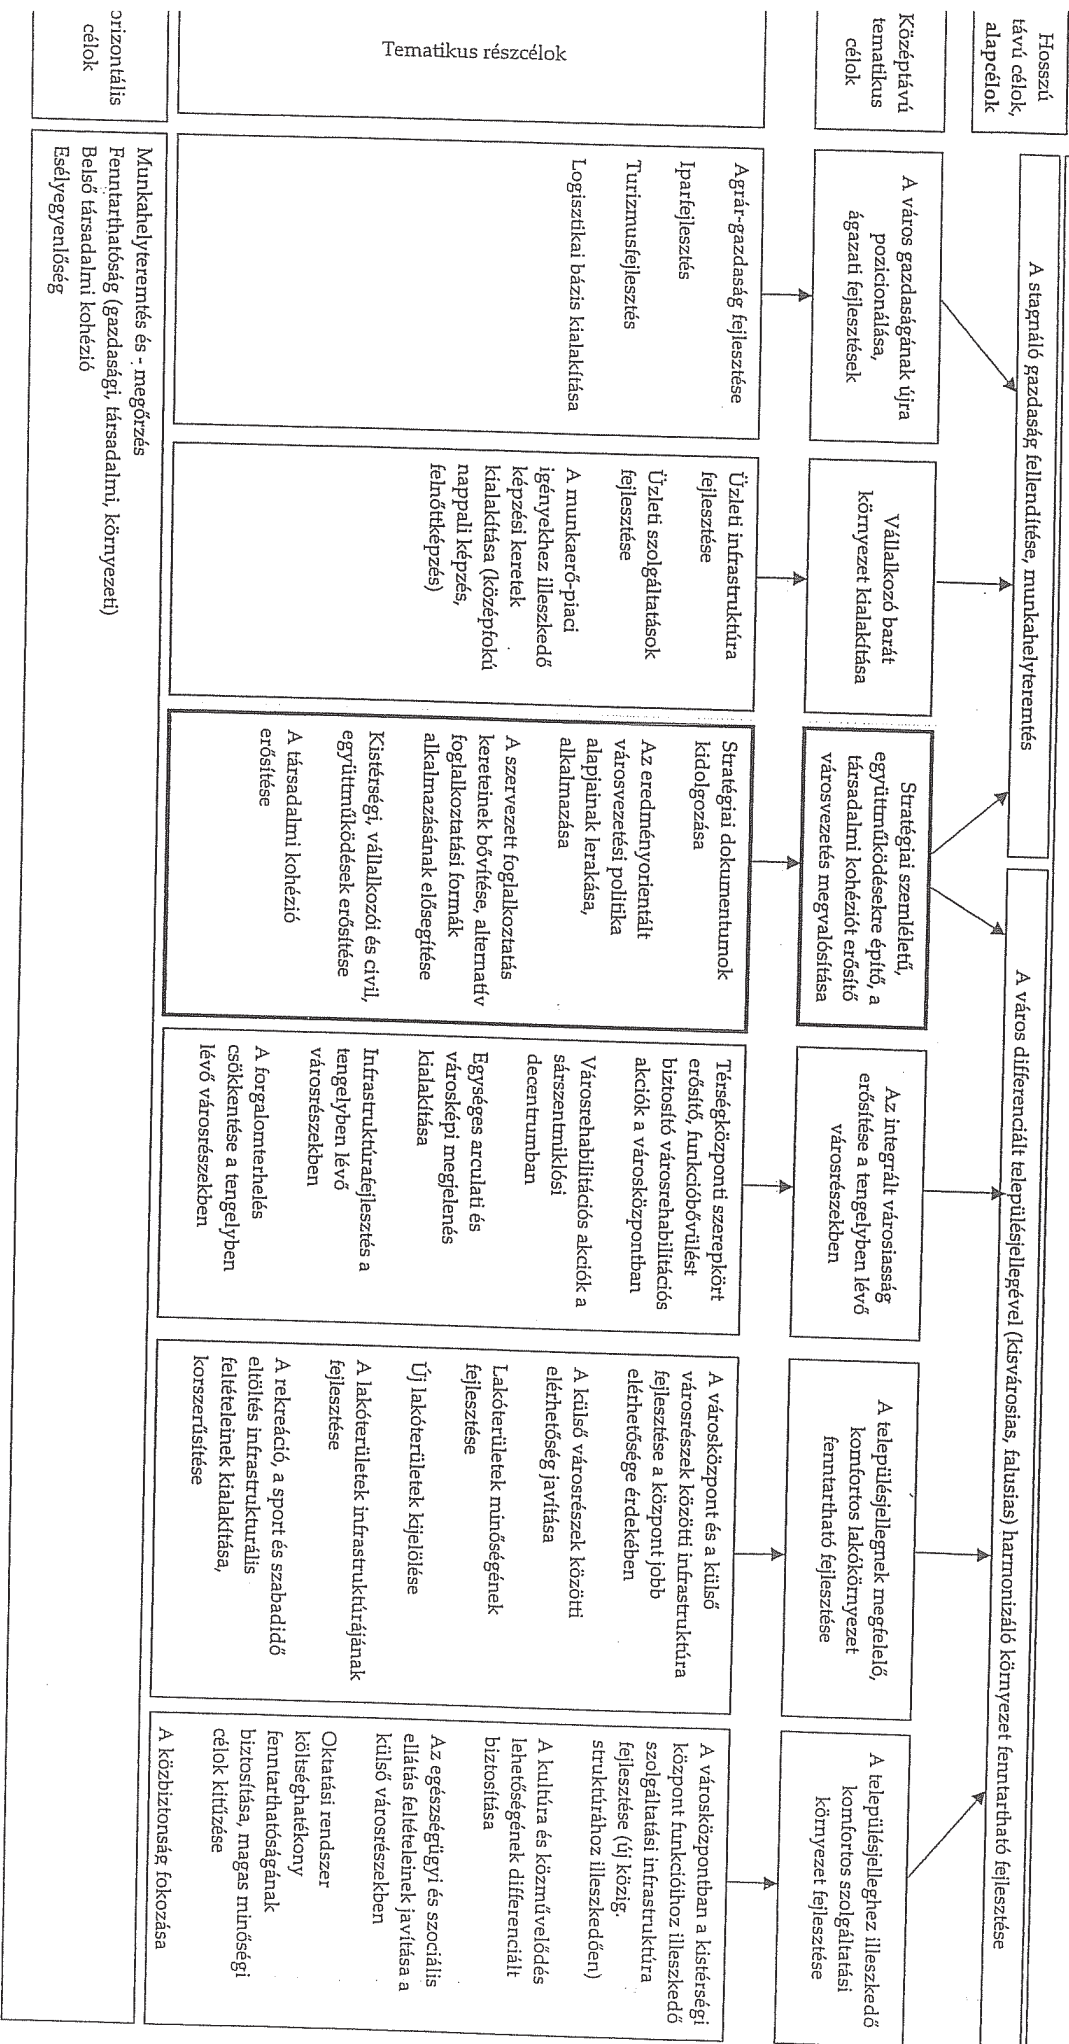 Hosszú
távú célok,
alapcélok
A stagnáló gazdaság fellendítése, munkahelyteremtés
A város differenciált településjellegével (kisvárosias, falusias) harmonizáló környezet fenntartható fejlesztése
Középtávú
tematikus
célok
A város gazdaságának újra
pozicionálása,
ágazati fejlesztések
Vállalkozó barát
környezet kialakítása
Stratégiai szemléletű,
együttműködésekre építő, a
társadalmi kohéziót erősítő
városvezetés megvalósítása
Az integrált városiasság
erősítése a tengelyben lévő
városrészekben
A településjellegnek megfelelő,
komfortos lakókörnyezet
fenntartható fejlesztése
A településjelleghez illeszkedő
komfortos szolgáltatási
környezet fejlesztése
Tematikus részcélok
Agrár-gazdaság fejlesztése
Iparfejlesztés
Turizmusfejlesztés
Logisztikai bázis kialakítása
Üzleti infrastruktúra
fejlesztése
Üzleti szolgáltatások
fejlesztése
A munkaerő-piaci
igényekhez illeszkedő
képzési keretek
kialakítása (középfokú
nappali képzés,
felnőttképzés)
Stratégiai dokumentumok
kidolgozása
Az eredményorientált
városvezetési politika
alapjainak lerakása,
alkalmazása
A szervezett foglalkoztatás
kereteinek bővítése, alternatív
foglalkoztatási formák
alkalmazásának elősegítése
Kistérségi, vállalkozói és civil,
együttműködések erősítése
A társadalmi kohézió
erősítése
Térségközponti szerepkört
erősítő, funkcióbővülést
biztosító városrehabilitációs
akciók a városközpontban
Városrehabilitációs akciók a
sárszentmiklósi
decentrumban
Egységes arculati és
városképi megjelenés
kialakítása
Infrastruktúrafejlesztés a
tengelyben lévő
városrészekben
A forgalomterhelés
csökkentése a tengelyben
lévő városrészekben
A városközpont és a külső
városrészek közötti infrastruktúra
fejlesztése a központ jobb
elérhetősége érdekében
A külső városrészek közötti
elérhetőség javítása
Lakóterületek minőségének
fejlesztése
Új lakóterületek kijelölése
A lakóterületek infrastruktúrájának
fejlesztése
A rekreáció, a sport és szabadidő
eltöltés infrastrukturális
feltételeinek kialakítása,
korszerűsítése
A városközpontban a kistérségi
központ funkcióihoz illeszkedő
szolgáltatási infrastruktúra
fejlesztése (új közig.
struktúrához illeszkedően)
A kultúra és közművelődés
lehetőségének differenciált
biztosítása
Az egészségügyi és szociális
ellátás feltételeinek javítása a
külső városrészekben
Oktatási rendszer
költséghatékony
fenntarthatóságának
biztosítása, magas minőségi
célok kitűzése
A közbiztonság fokozása
orizontális
célok
Munkahelyteremtés és - megőrzés
Fenntarthatóság (gazdasági, társadalmi, környezeti)
Belső társadalmi kohézió
Esélyegyenlőség